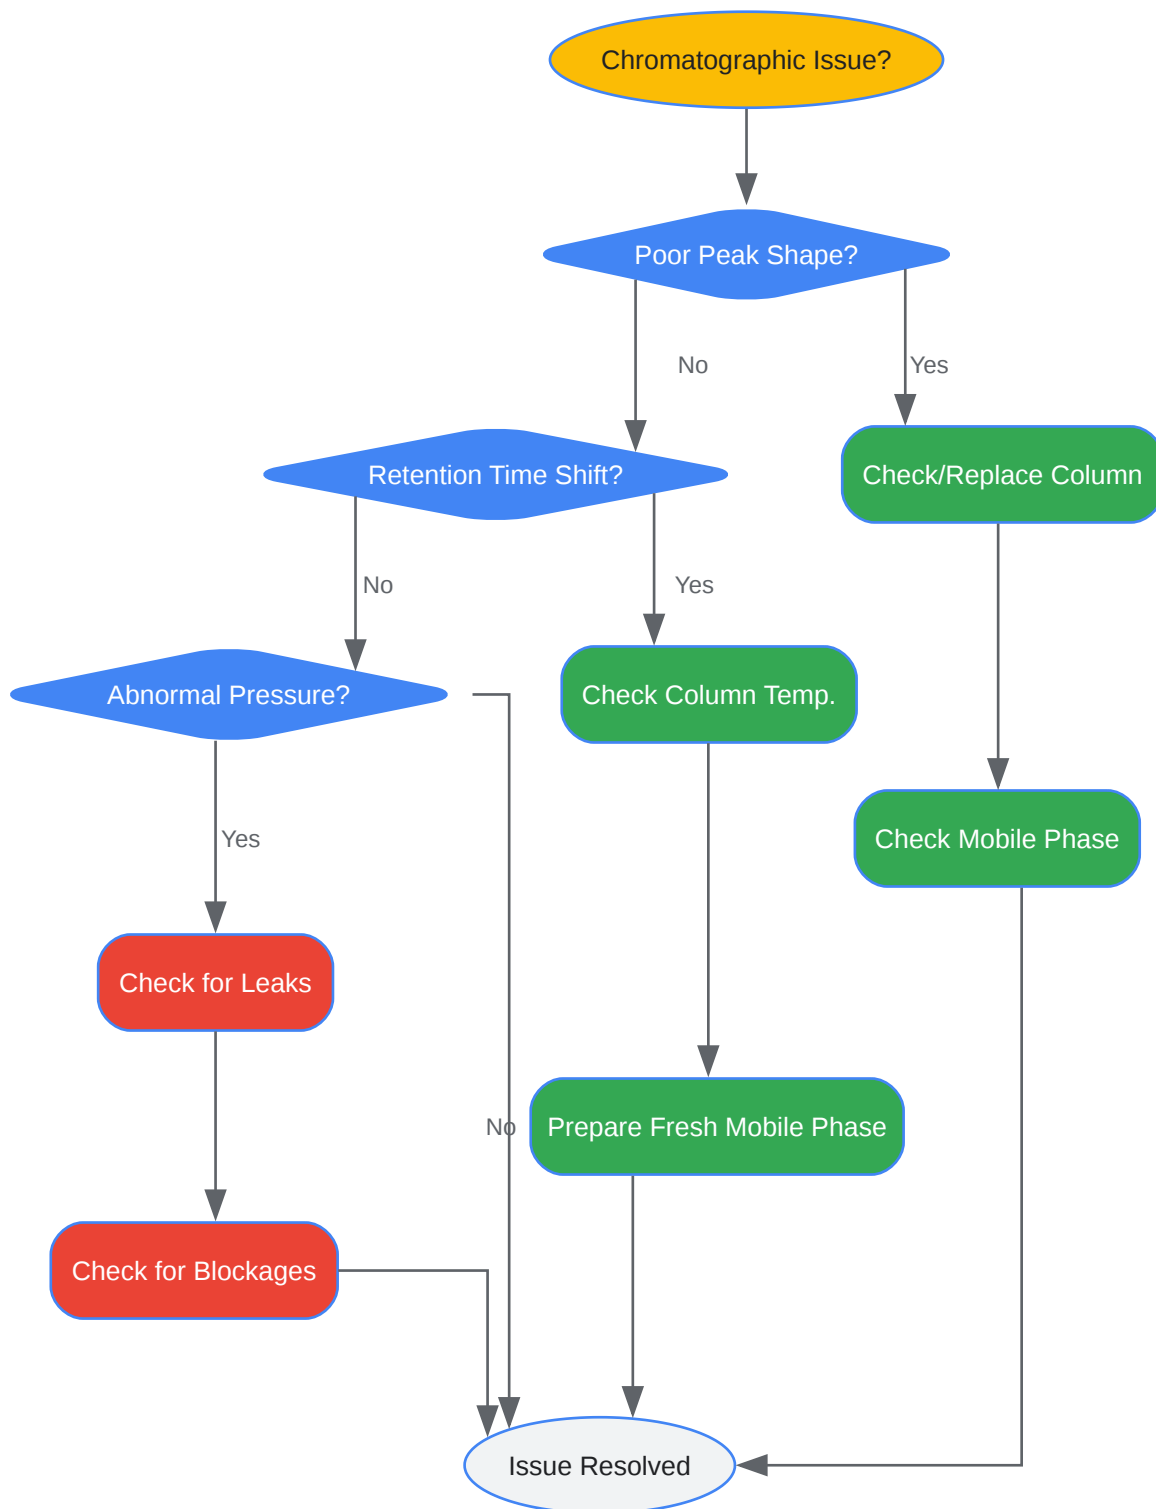 Chromatographic Issue?
Poor Peak Shape?
No
Yes
Retention Time Shift?
Check/Replace Column
No
Yes
Abnormal Pressure?
Check Column Temp.
Yes
Check Mobile Phase
Check for Leaks
No
Prepare Fresh Mobile Phase
Check for Blockages
Issue Resolved